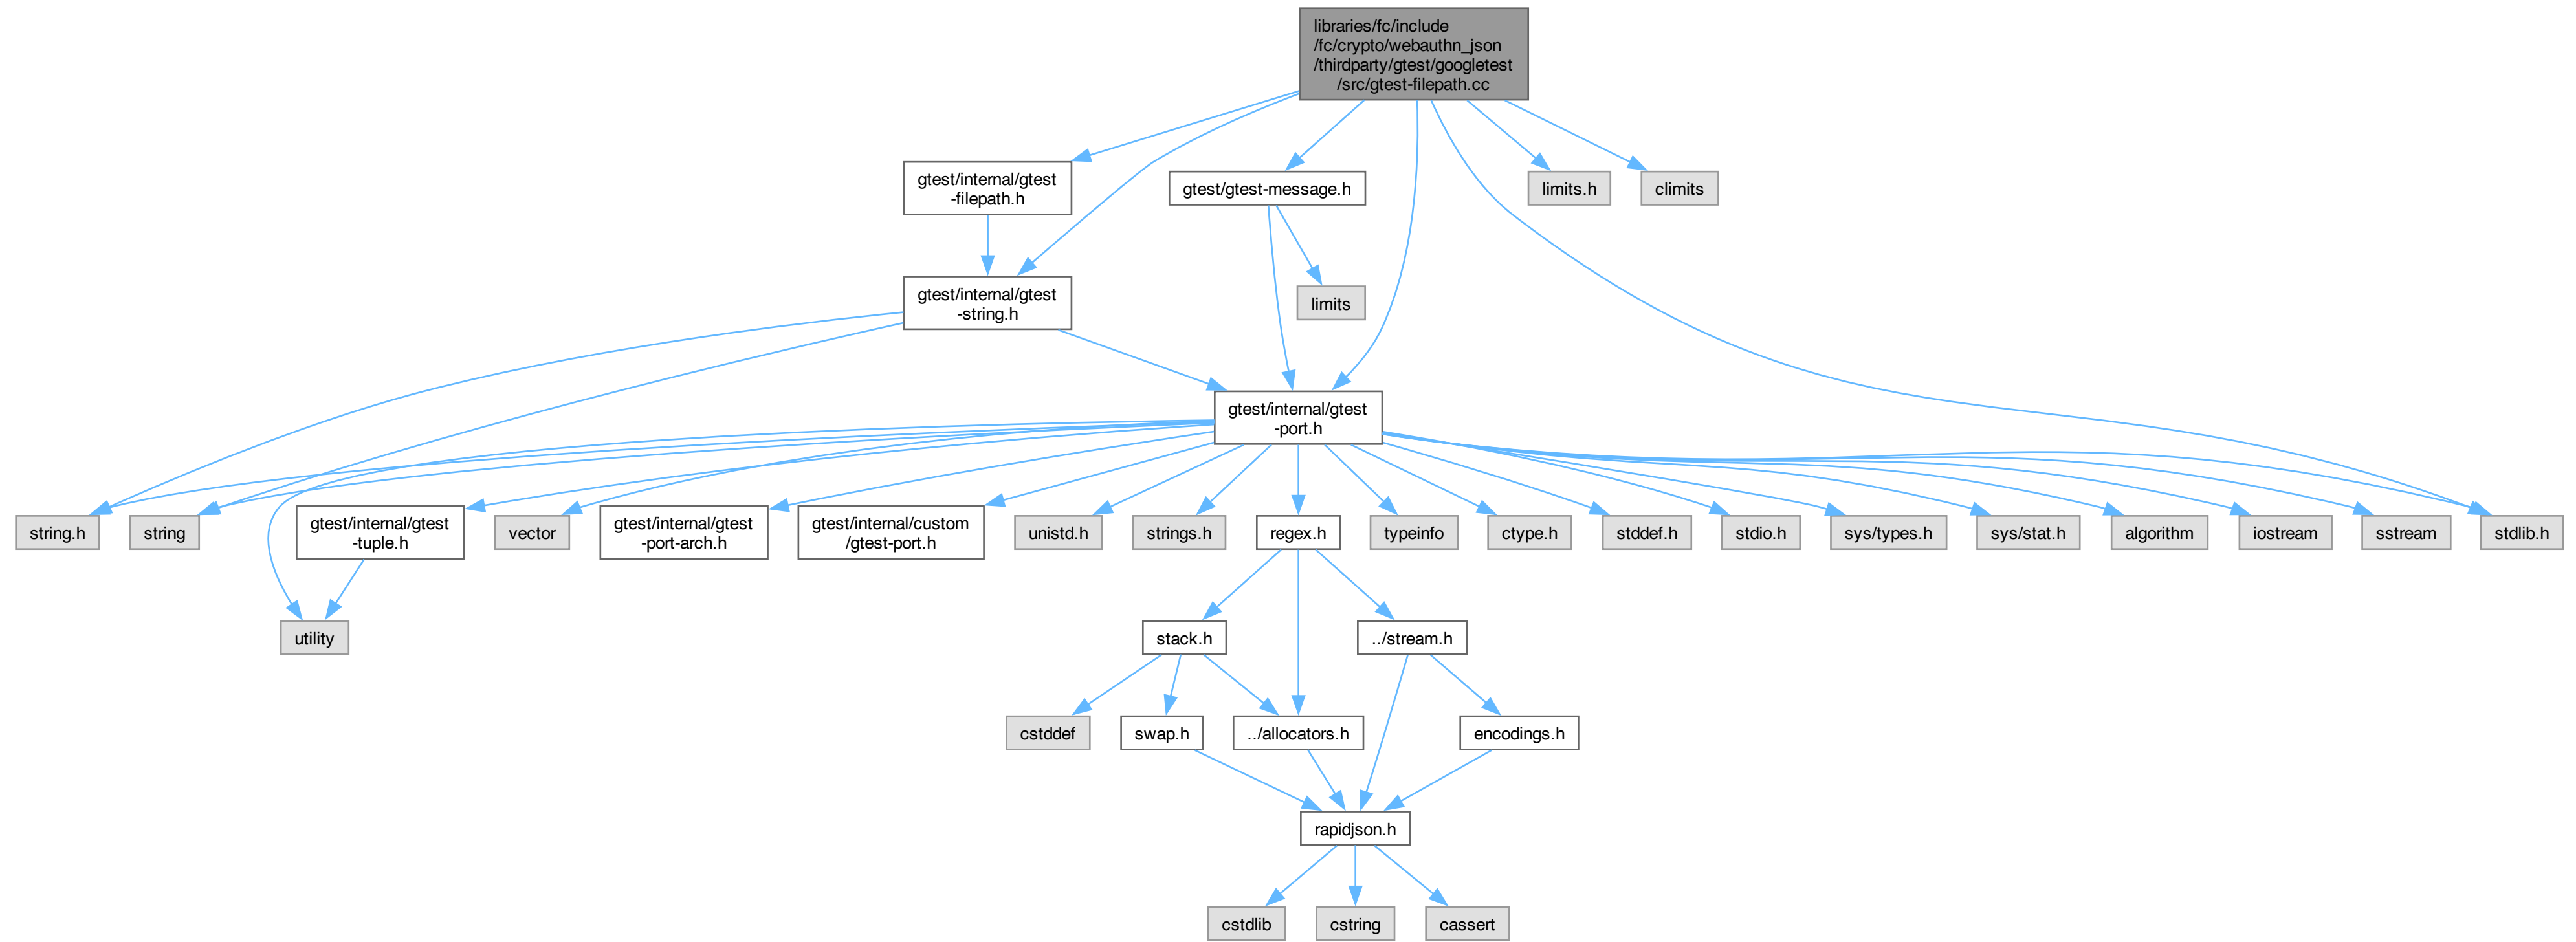 libraries/fc/include
/fc/crypto/webauthn_json
/thirdparty/gtest/googletest
/src/gtest-filepath.cc
gtest/internal/gtest
-filepath.h
gtest/gtest-message.h
limits.h
climits
gtest/internal/gtest
-string.h
limits
gtest/internal/gtest
-port.h
string.h
string
gtest/internal/gtest
-tuple.h
vector
gtest/internal/gtest
-port-arch.h
gtest/internal/custom
/gtest-port.h
unistd.h
strings.h
regex.h
typeinfo
ctype.h
stddef.h
stdio.h
sys/types.h
sys/stat.h
algorithm
iostream
sstream
stdlib.h
utility
stack.h
../stream.h
cstddef
swap.h
../allocators.h
encodings.h
rapidjson.h
cstdlib
cstring
cassert